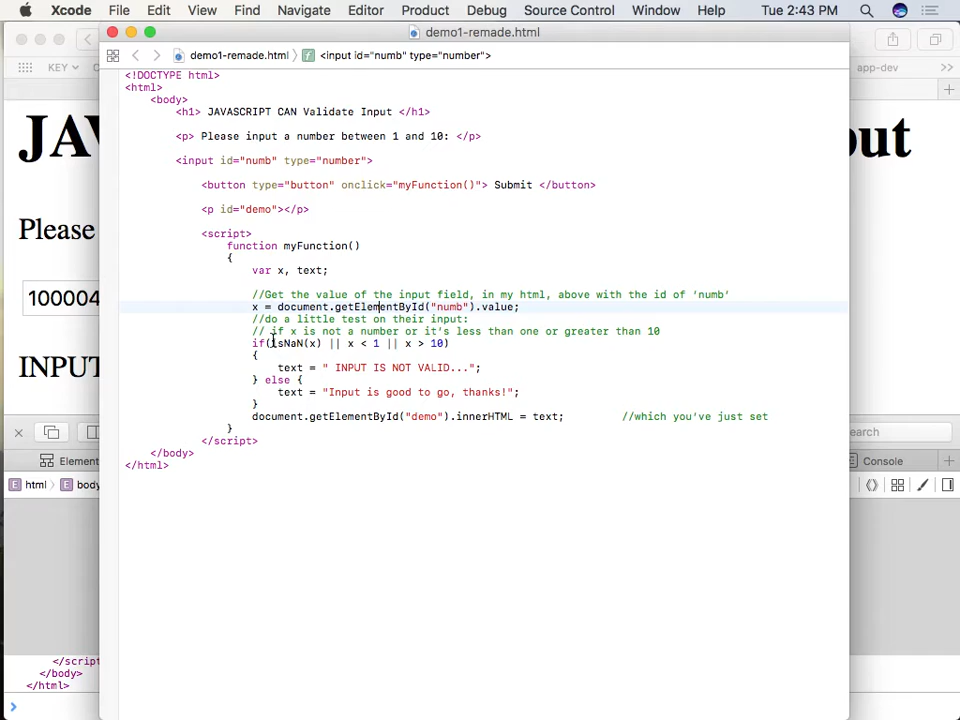 Xcode File Edit View Find Navigate Editor Product Debug Source Control Window Help Tue 2:43 PM
demo1-remade.html
KEY
app-dev
demo1-remade.html <input id="numb" type="number">
<!DOCTYPE html>
<html>
<body>
<h1> JAVASCRIPT CAN Validate Input </h1>
<p> Please input a number between 1 and 10: </p>
<input id="numb" type="number">
<button type="button" onclick="myFunction()"> Submit </button>
<p id="demo"></p>
<script>
function myFunction()
{
var x, text;
//Get the value of the input field, in my html, above with the id of 'numb'
x = document.getElementById("numb").value;
//do a little test on their input:
// if x is not a number or it's less than one or greater than 10
if(isNaN(x) || x < 1 || x > 10)
{
text = " INPUT IS NOT VALID...";
} else {
text = "Input is good to go, thanks!";
}
document.getElementById("demo").innerHTML = text; //which you've just set
}
</script>
</body>
</html>
JAV
out
Please
100004
INPUT
earch
Element
Console
html body
</script
</body>
</html>